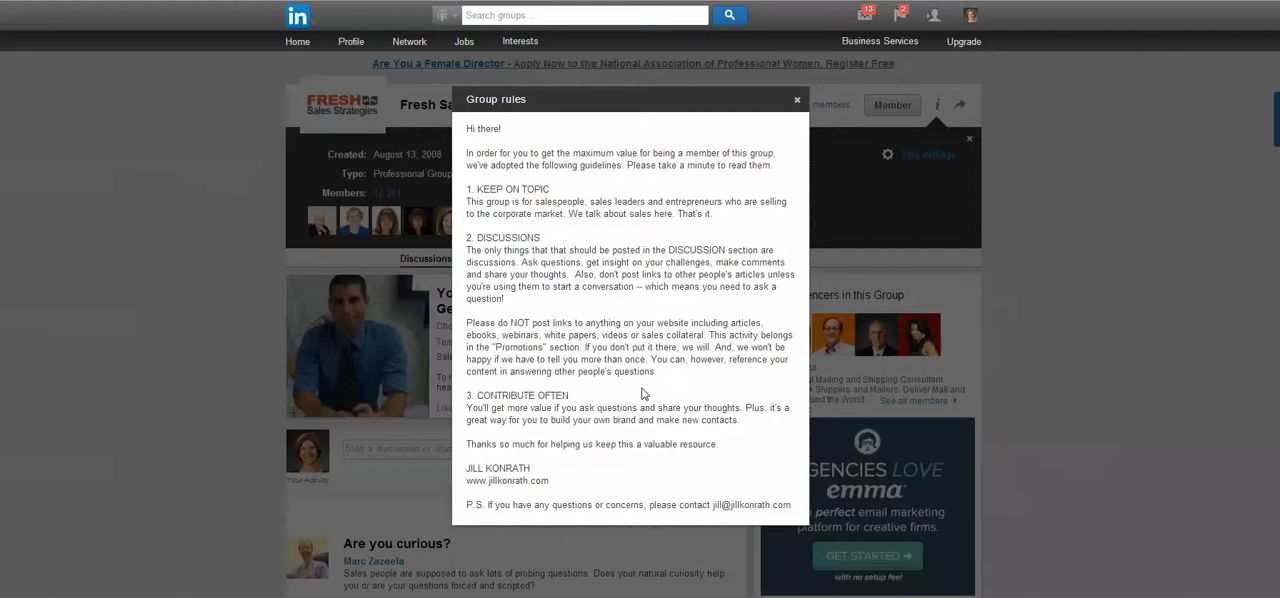 in
Search groups...
13
2
Home
Profile
Network
Jobs
Interests
Business Services
Upgrade
Are You a Female Director - Apply Now to the National Association of Professional Women. Register Free
FRESH
Sales Strategies
Fresh Sa
members
Member
Created: August 13, 2008
Type: Professional Group
Members:
Your settings
Discussions
Group rules
Hi there!
In order for you to get the maximum value for being a member of this group,
we've adopted the following guidelines. Please take a minute to read them.
1. KEEP ON TOPIC
This group is for salespeople, sales leaders and entrepreneurs who are selling
to the corporate market. We talk about sales here. That's it.
2. DISCUSSIONS
The only things that that should be posted in the DISCUSSION section are
discussions. Ask questions, get insight on your challenges, make comments
and share your thoughts. Also, don't post links to other people's articles unless
you're using them to start a conversation -- which means you need to ask a
question!
Please do NOT post links to anything on your website including articles,
ebooks, webinars, white papers, videos or sales collateral. This activity belongs
in the "Promotions" section. If you don't put it there, we will. And, we won't be
happy if we have to tell you more than once. You can, however, reference your
content in answering other people's questions.
3. CONTRIBUTE OFTEN
You'll get more value if you ask questions and share your thoughts. Plus, it's a
great way for you to build your own brand and make new contacts.
Thanks so much for helping us keep this a valuable resource.
JILL KONRATH
www.jillkonrath.com
P.S. If you have any questions or concerns, please contact jill@jillkonrath.com
Start a discussion or shar
Your Activity
Are you curious?
Marc Zazeela
Sales people are supposed to ask lots of probing questions. Does your natural curiosity help
you or are your questions forced and scripted?
encers in this Group
l Mailing and Shipping Consultant
e Shippers and Mailers. Deliver Mail and
ound the World
See all members
GENCIES LOVE
emma
perfect email marketing
platform for creative firms.
GET STARTED
with no setup fee!